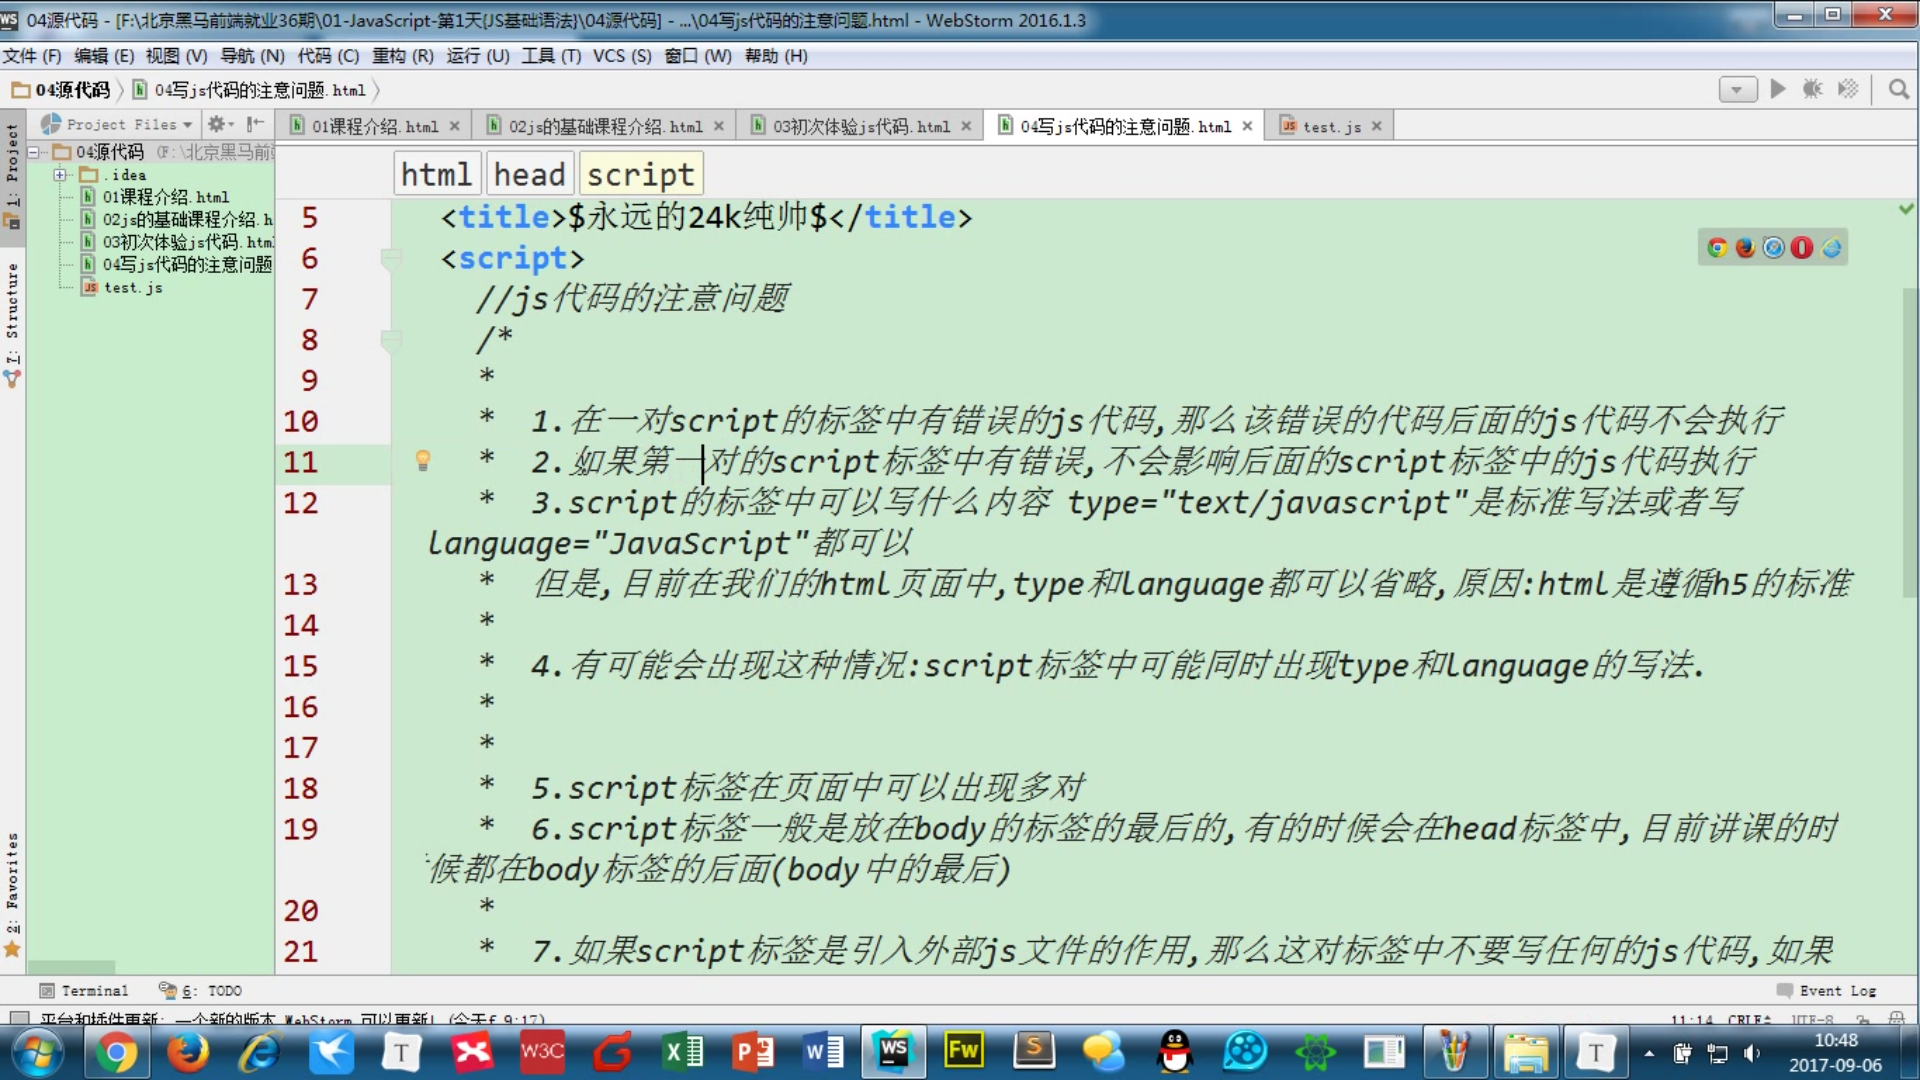 04源代码 - [F:\北京黑马前端就业36期\01-JavaScript-第1天{JS基础语法}\04源代码] - ...\04写js代码的注意问题.html - WebStorm 2016.1.3
文件 (F) 编辑 (E) 视图 (V) 导航 (N) 代码 (C) 重构 (R) 运行 (U) 工具 (T) VCS (S) 窗口 (W) 帮助 (H)
04源代码 04写js代码的注意问题.html
Project Files
01课程介绍.html 02js的基础课程介绍.html 03初次体验js代码.html 04写js代码的注意问题.html test.js
1: Project
7: Structure
2: Favorites
04源代码 (F:\北京黑马前
.idea
01课程介绍.html
02js的基础课程介绍.h
03初次体验js代码.htm
04写js代码的注意问题
test.js
html head script
5 <title>$永远的24k纯帅$</title>
6 <script>
7 //js代码的注意问题
8 /*
9 *
10 * 1.在一对script的标签中有错误的js代码,那么该错误的代码后面的js代码不会执行
11 * 2.如果第一对的script标签中有错误,不会影响后面的script标签中的js代码执行
12 * 3.script的标签中可以写什么内容 type="text/javascript"是标准写法或者写
language="JavaScript"都可以
13 * 但是,目前在我们的html页面中,type和language都可以省略,原因:html是遵循h5的标准
14 *
15 * 4.有可能会出现这种情况:script标签中可能同时出现type和language的写法.
16 *
17 *
18 * 5.script标签在页面中可以出现多对
19 * 6.script标签一般是放在body的标签的最后的,有的时候会在head标签中,目前讲课的时
候都在body标签的后面(body中的最后)
20 *
21 * 7.如果script标签是引入外部js文件的作用,那么这对标签中不要写任何的js代码,如果
Terminal 6: TODO Event Log
平台和插件更新: 一个新的版本 WebStorm 可以更新! (今天 9:17)
11:14 CRLF UTF-8
T W3C X P W WS Fw S T
10:48
2017-09-06